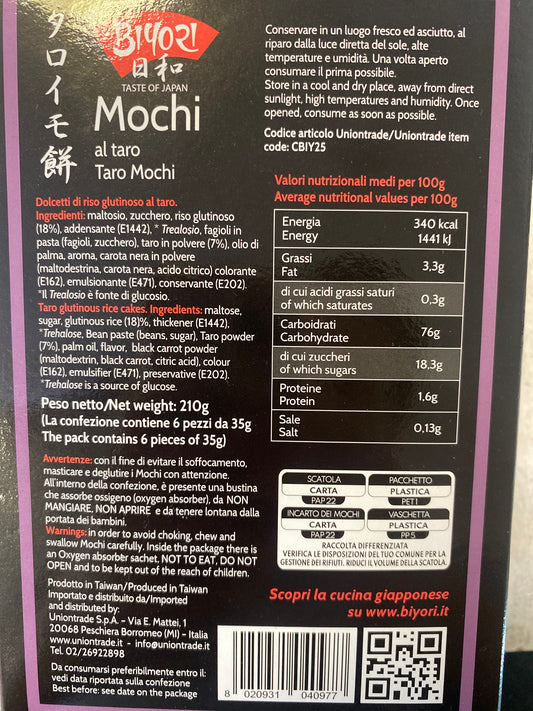 タロイモ餅
BIYORI
日和
TASTE OF JAPAN
Mochi
al taro
Taro Mochi
Dolcetti di riso glutinoso al taro.
Ingredienti: maltosio, zucchero, riso glutinoso
(18%), addensante (E1442), * Trealosio, fagioli in
pasta (fagioli, zucchero), taro in polvere (7%), olio di
palma, aroma, carota nera in polvere
(maltodestrina, carota nera, acido citrico) colorante
(E162), emulsionante (E471), conservante (E202).
*Il Trealosio è fonte di glucosio.
Taro glutinous rice cakes. Ingredients: maltose,
sugar, glutinous rice (18)%, thickener (E1442),
*Trehalose, Bean paste (beans, sugar), Taro powder
(7%), palm oil, flavor, black carrot powder
(maltodextrin, black carrot, citric acid), colour
(E162), emulsifier (E471), preservative (E202).
*Trehalose is a source of glucose.
Peso netto/Net weight: 210g
(La confezione contiene 6 pezzi da 35g
The pack contains 6 pieces of 35g)
Avvertenze: con il fine di evitare il soffocamento,
masticare e deglutire i Mochi con attenzione.
All'interno della confezione, è presente una bustina
che assorbe ossigeno (oxygen absorber), da NON
MANGIARE, NON APRIRE e da tenere lontana dalla
portata dei bambini.
Warnings: in order to avoid choking, chew and
swallow Mochi carefully. Inside the package there is
an Oxygen absorber sachet, NOT TO EAT, DO NOT
OPEN and to be kept out of the reach of children.
Prodotto in Taiwan/Produced in Taiwan
Importato e distribuito da/Imported
and distributed by:
Uniontrade S.p.A. - Via E. Mattei, 1
20068 Peschiera Borromeo (MI) - Italia
www.uniontrade.it - info@uniontrade.it
Tel. 02/26922898
Da consumarsi preferibilmente entro il:
vedi data riportata sulla confezione
Best before: see date on the package
Conservare in un luogo fresco ed asciutto, al
riparo dalla luce diretta del sole, alte
temperature e umidità. Una volta aperto
consumare il prima possibile.
Store in a cool and dry place, away from direct
sunlight, high temperatures and humidity. Once
opened, consume as soon as possible.
Codice articolo Uniontrade/Uniontrade item
code: CBIY25
Valori nutrizionali medi per 100g
Average nutritional values per 100g
Energia 340 kcal
Energy 1441 kJ
Grassi
Fat 3,3g
di cui acidi grassi saturi
of which saturates 0,3g
Carboidrati
Carbohydrate 76g
di cui zuccheri
of which sugars 18,3g
Proteine
Protein 1,6g
Sale
Salt 0,13g
SCATOLA PACCHETTO
CARTA PLASTICA
PAP 22 PET 1
INCARTO DEI MOCHI VASCHETTA
CARTA PLASTICA
PAP 22 PP 5
RACCOLTA DIFFERENZIATA
VERIFICA LE DISPOSIZIONI DEL TUO COMUNE PER LA
GESTIONE DEI RIFIUTI. RIDUCI IL VOLUME DELLA SCATOLA.
Scopri la cucina giapponese
su www.biyori.it
8 020931 040977